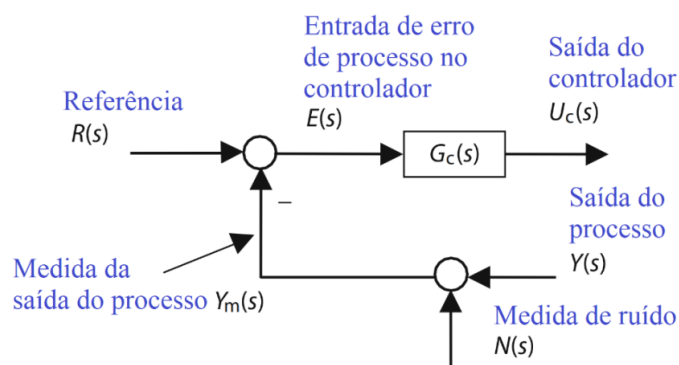 Entrada de erro
de processo no
controlador
E(s)
Saída do
controlador
Uc(s)
Referência
R(s)
Gc(s)
–
Saída do
processo
Y(s)
Medida da
saída do processo Ym(s)
Medida de ruído
N(s)